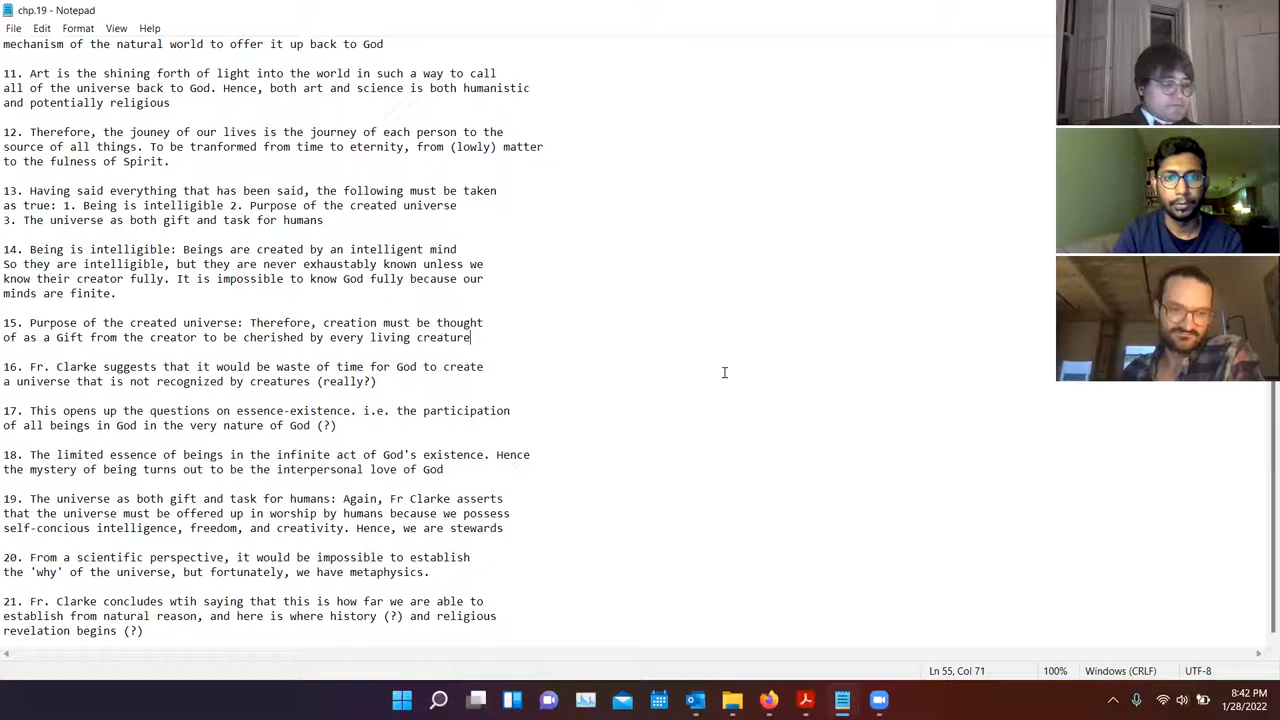 chp.19 - Notepad
File Edit Format View Help
mechanism of the natural world to offer it up back to God
11. Art is the shining forth of light into the world in such a way to call
all of the universe back to God. Hence, both art and science is both humanistic
and potentially religious
12. Therefore, the jouney of our lives is the journey of each person to the
source of all things. To be tranformed from time to eternity, from (lowly) matter
to the fulness of Spirit.
13. Having said everything that has been said, the following must be taken
as true: 1. Being is intelligible 2. Purpose of the created universe
3. The universe as both gift and task for humans
14. Being is intelligible: Beings are created by an intelligent mind
So they are intelligible, but they are never exhaustably known unless we
know their creator fully. It is impossible to know God fully because our
minds are finite.
15. Purpose of the created universe: Therefore, creation must be thought
of as a Gift from the creator to be cherished by every living creature
16. Fr. Clarke suggests that it would be waste of time for God to create
a universe that is not recognized by creatures (really?)
17. This opens up the questions on essence-existence. i.e. the participation
of all beings in God in the very nature of God (?)
18. The limited essence of beings in the infinite act of God's existence. Hence
the mystery of being turns out to be the interpersonal love of God
19. The universe as both gift and task for humans: Again, Fr Clarke asserts
that the universe must be offered up in worship by humans because we possess
self-concious intelligence, freedom, and creativity. Hence, we are stewards
20. From a scientific perspective, it would be impossible to establish
the 'why' of the universe, but fortunately, we have metaphysics.
21. Fr. Clarke concludes wtih saying that this is how far we are able to
establish from natural reason, and here is where history (?) and religious
revelation begins (?)
Ln 55, Col 71 100% Windows (CRLF) UTF-8
8:42 PM
1/28/2022